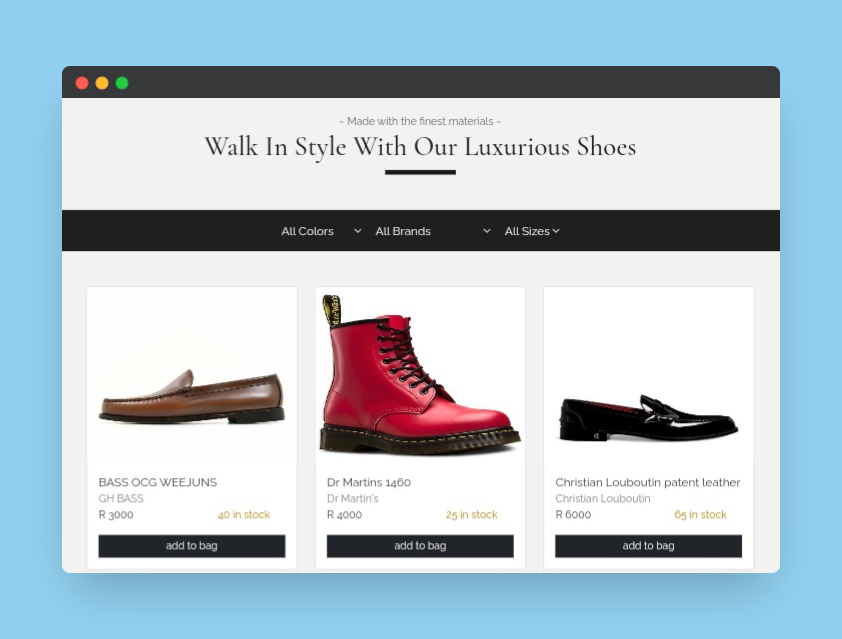 ~ Made with the finest materials ~
Walk In Style With Our Luxurious Shoes
All Colors All Brands All Sizes
BASS OCG WEEJUNS
GH BASS
R 3000 40 in stock
add to bag
Dr Martins 1460
Dr Martin's
R 4000 25 in stock
add to bag
Christian Louboutin patent leather
Christian Louboutin
R 6000 65 in stock
add to bag